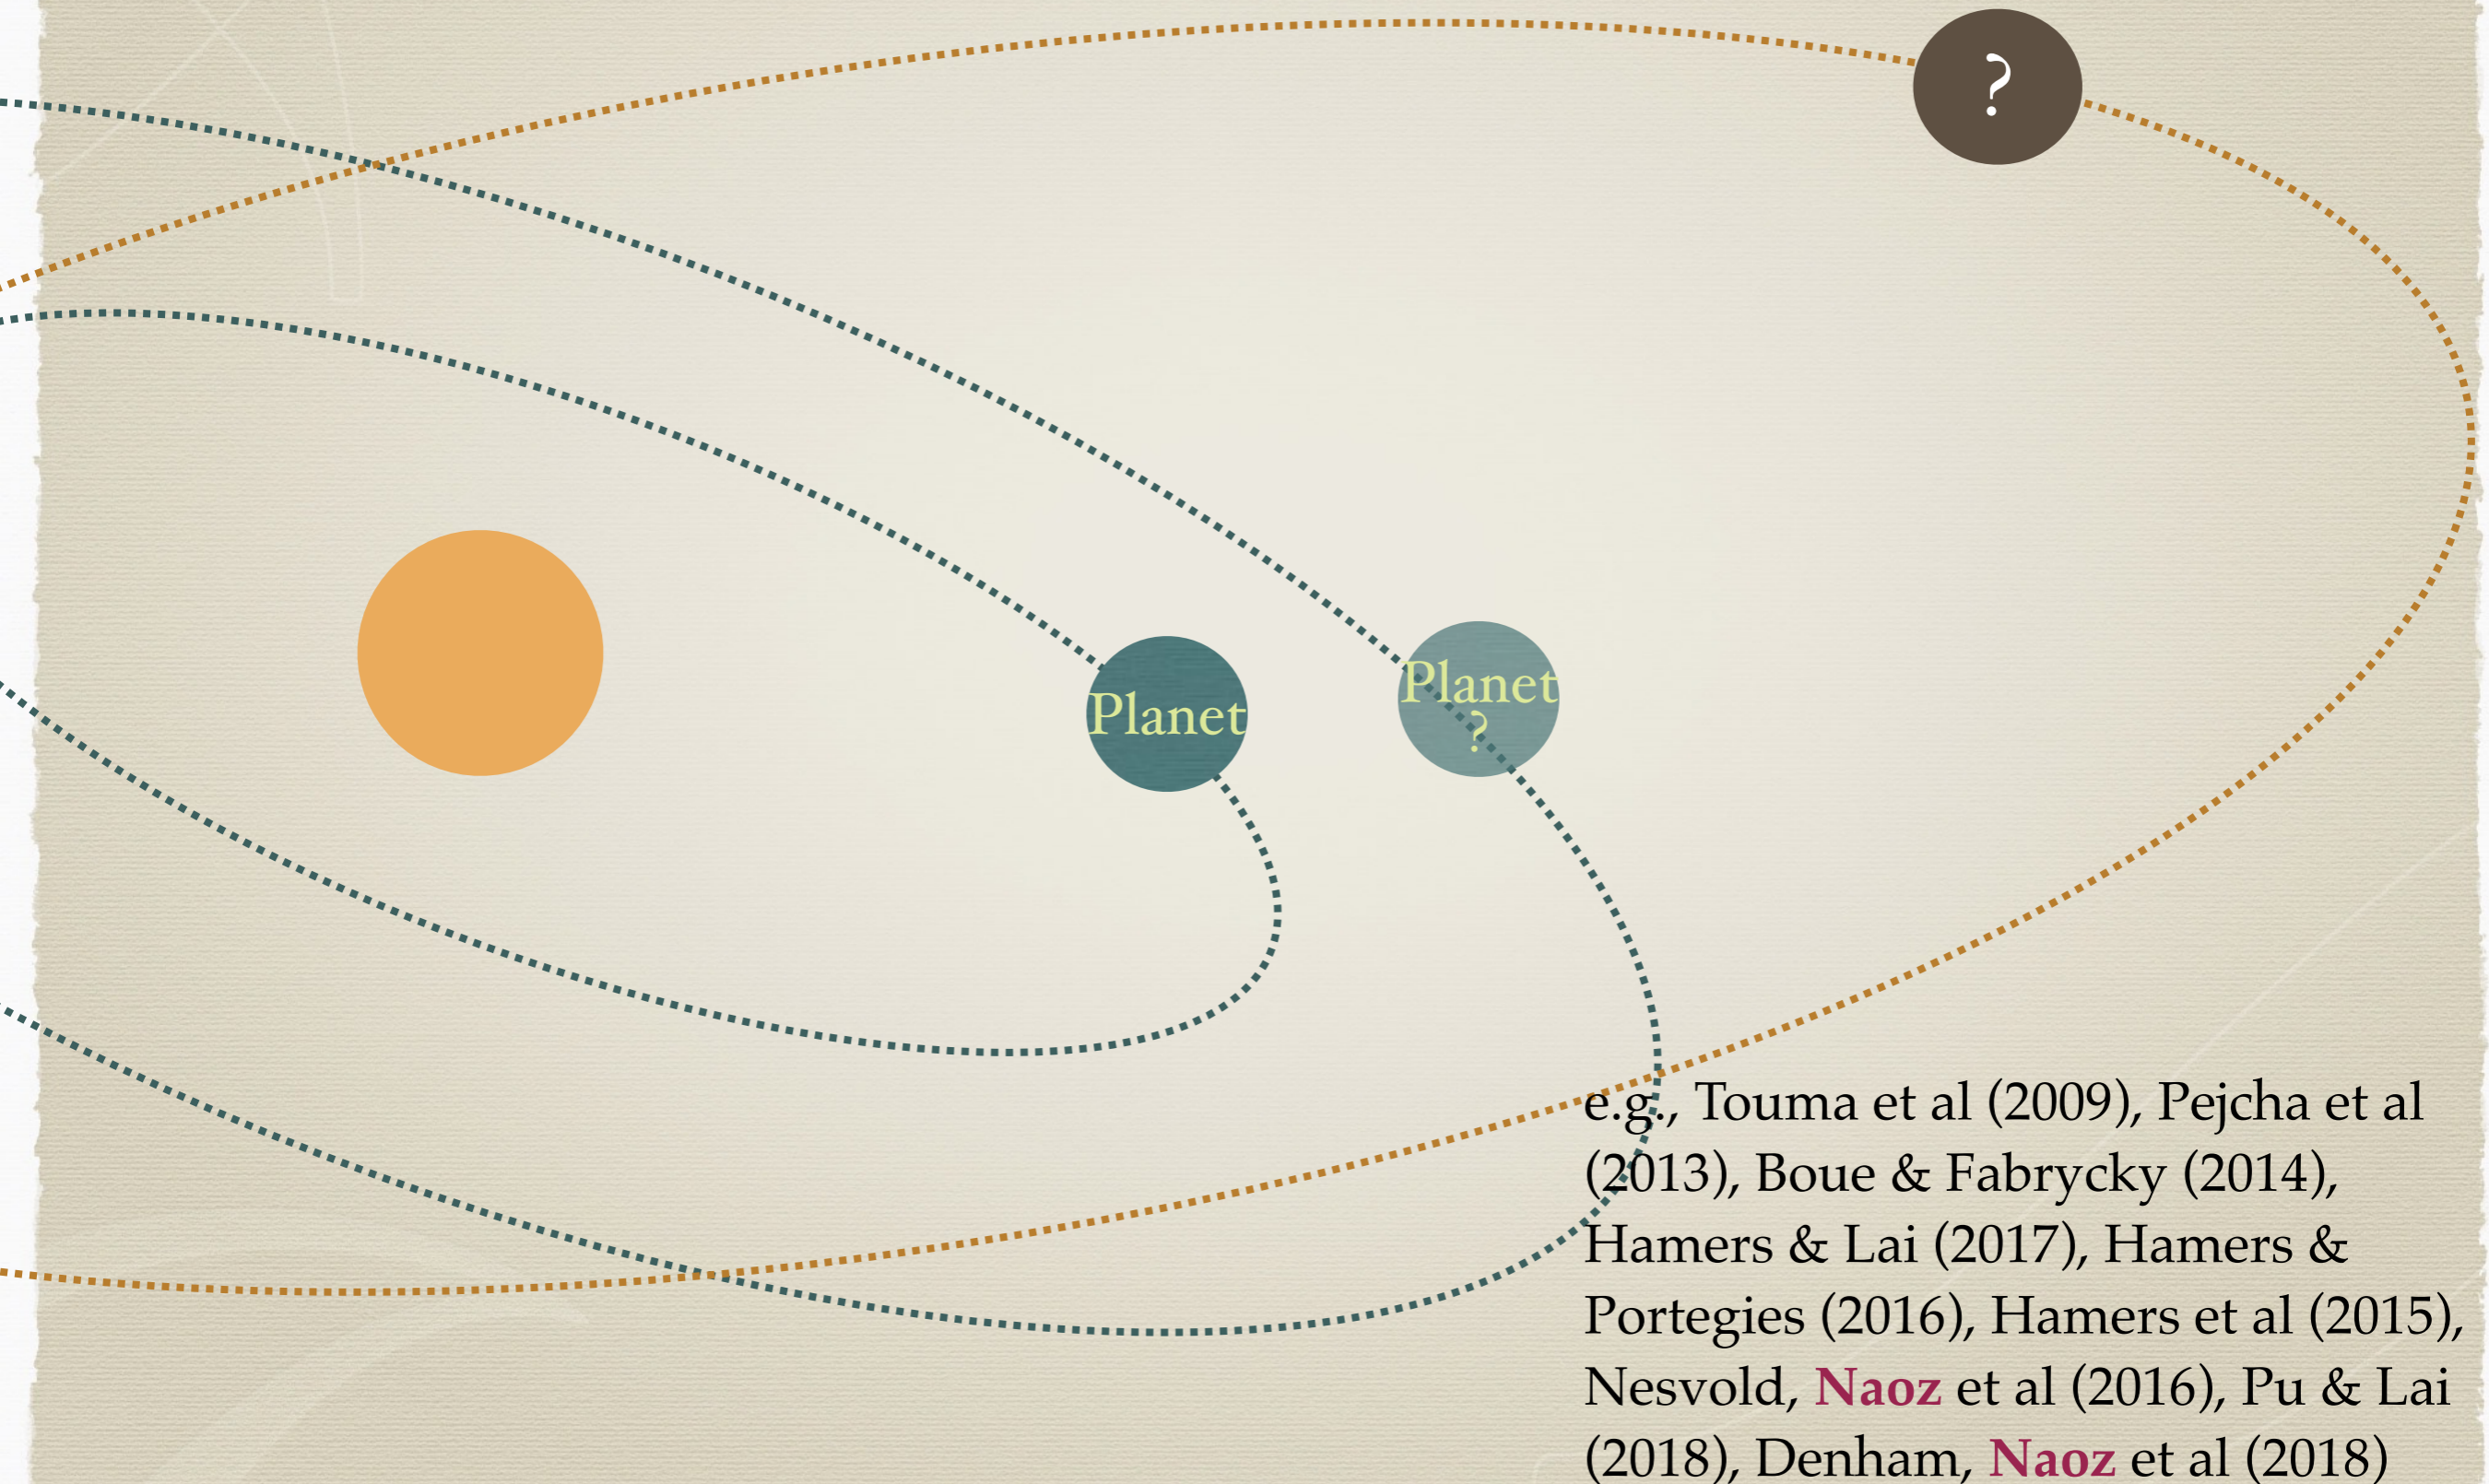 ?
Planet
Planet
?
e.g., Touma et al (2009), Pejcha et al
(2013), Boue & Fabrycky (2014),
Hamers & Lai (2017), Hamers &
Portegies (2016), Hamers et al (2015),
Nesvold, Naoz et al (2016), Pu & Lai
(2018), Denham, Naoz et al (2018)